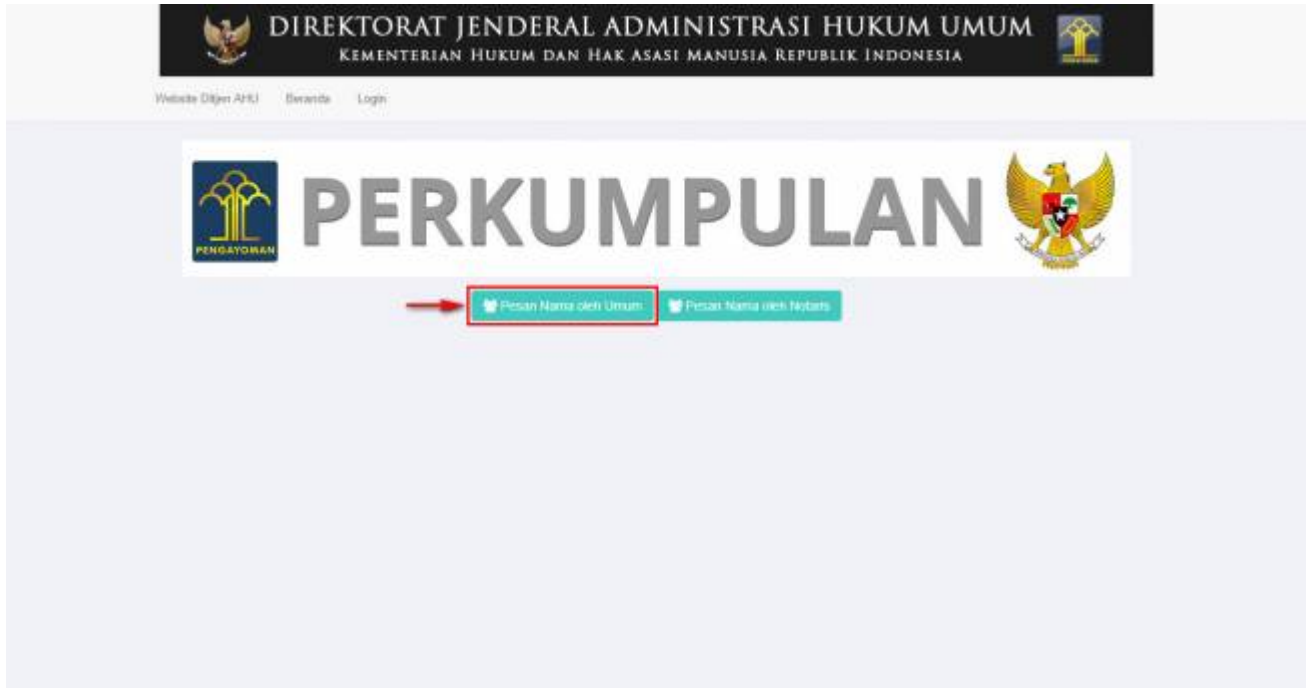 DIREKTORAT JENDERAL ADMINISTRASI HUKUM UMUM
KEMENTERIAN HUKUM DAN HAK ASASI MANUSIA REPUBLIK INDONESIA
Website Ditjen AHU Beranda Login
PENGAYOMAN PERKUMPULAN
Pesan Nama oleh Umum Pesan Nama oleh Notaris